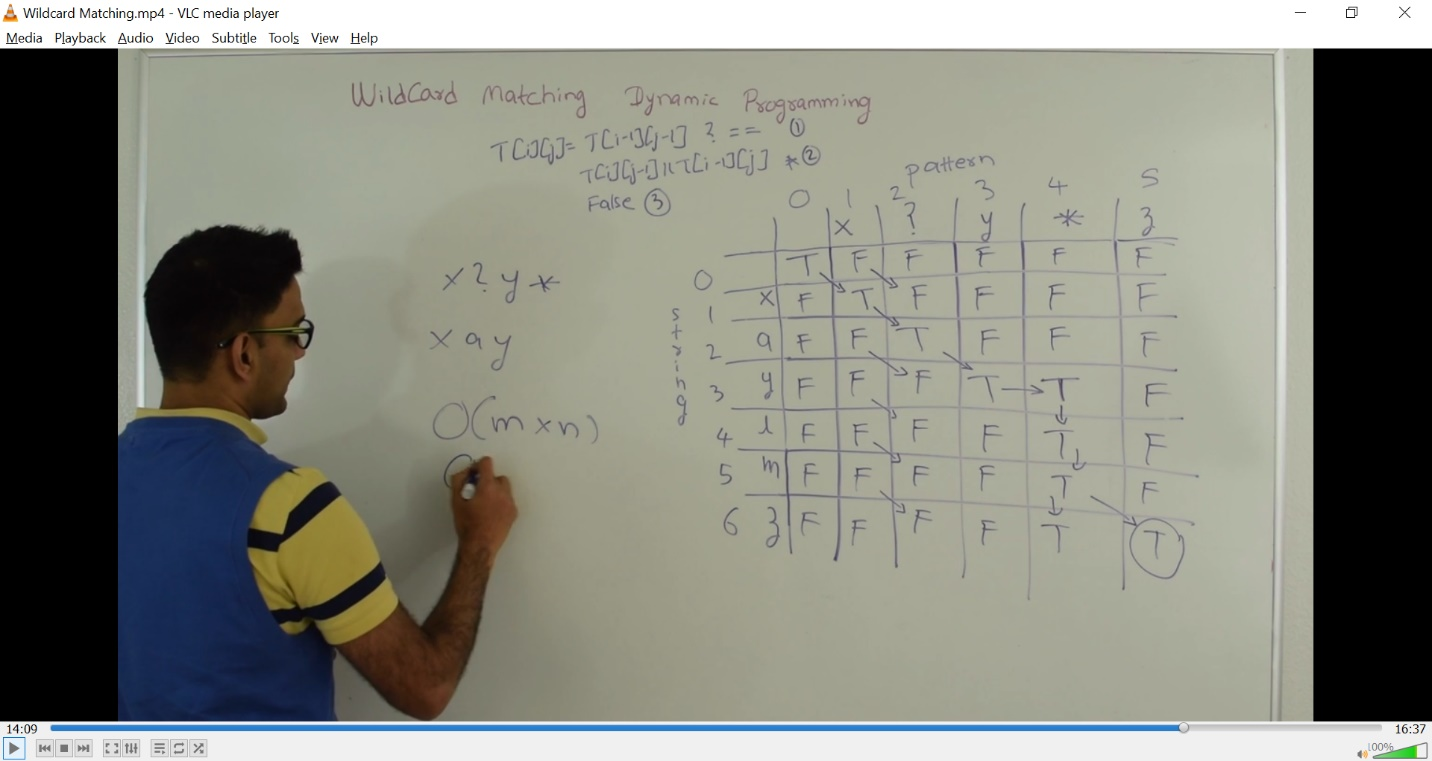 Wildcard Matching.mp4 - VLC media player
Media Playback Audio Video Subtitle Tools View Help
WildCard Matching Dynamic Programming
T[i][j]= T[i-1][j-1] ? == ①
T[i][j-1] || T[i-1][j] * ②
False ③
pattern
0 1 2 3 4 5
x ? y * z
0 T F F F F F
string
1 x F T F F F F
2 a F F T F F F
3 y F F F T T F
4 l F F F F T F
5 m F F F F T F
6 z F F F F T T
x ? y *
x a y
O(m x n)
14:09
16:37
100%